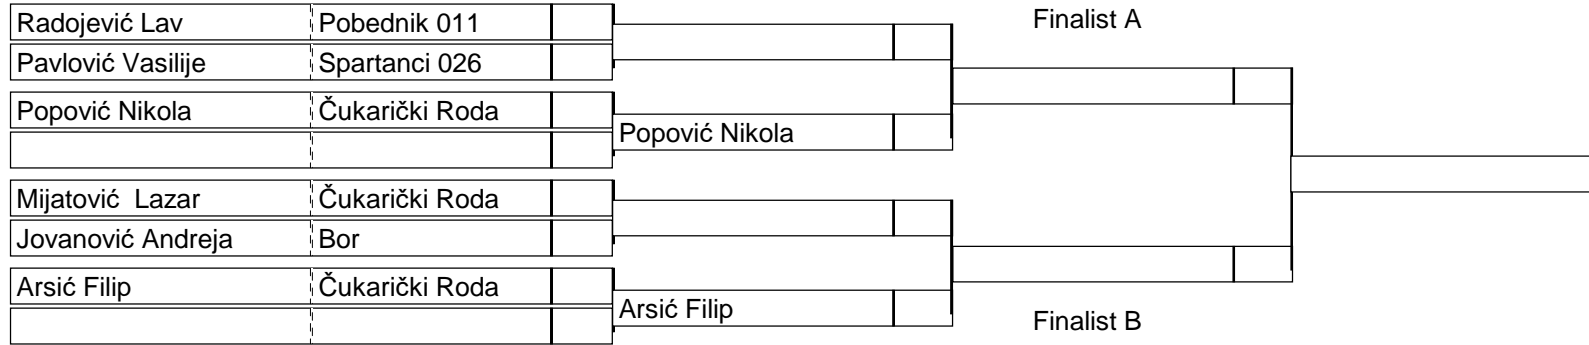 Radojević Lav Pobednik 011
Finalist A
Pavlović Vasilije Spartanci 026
Popović Nikola Čukarički Roda
Popović Nikola
Mijatović  Lazar Čukarički Roda
Jovanović Andreja Bor
Arsić Filip Čukarički Roda
Arsić Filip
Finalist B